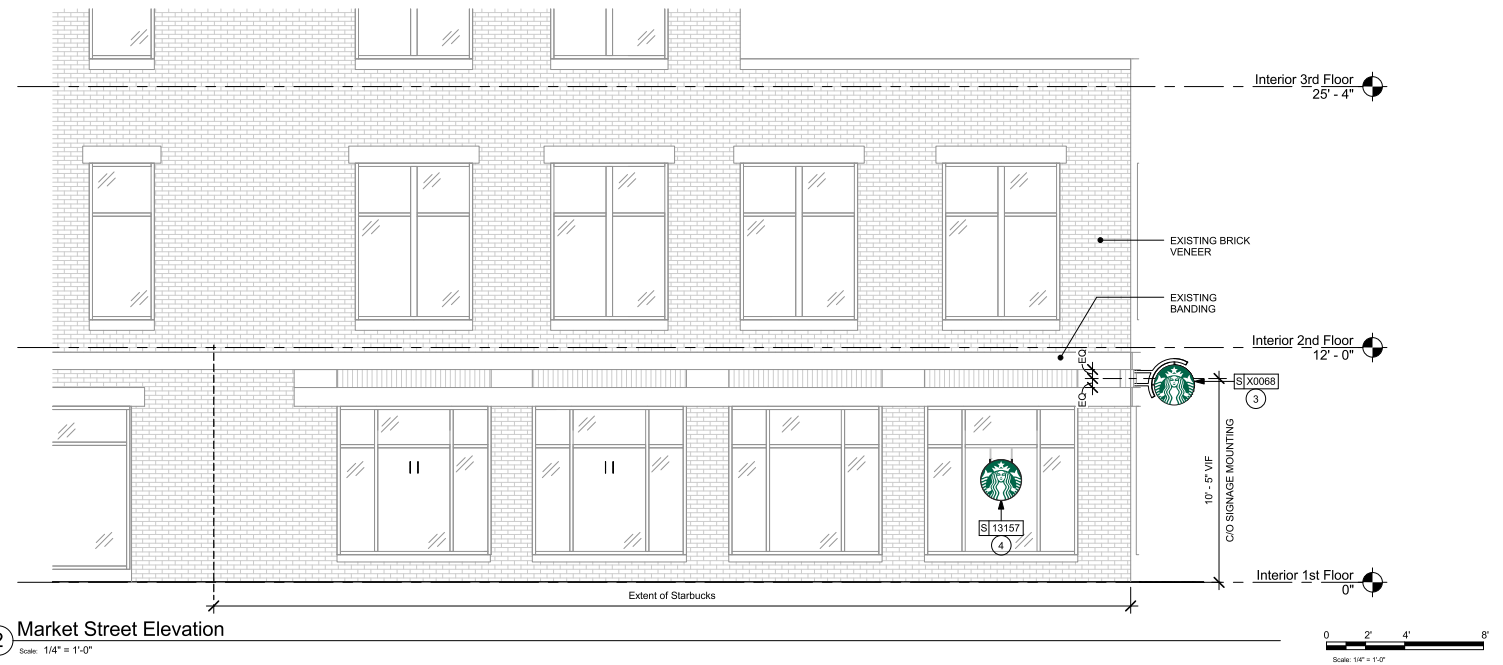 Interior 3rd Floor
25' - 4"
EXISTING BRICK
VENEER
EXISTING
BANDING
Interior 2nd Floor
12' - 0"
EQ
EQ
S X0068
3
10' - 5" VIF
C/O SIGNAGE MOUNTING
S 13157
4
Interior 1st Floor
0"
Extent of Starbucks
2 Market Street Elevation
Scale: 1/4" = 1'-0"
0 2' 4' 8'
Scale: 1/4" = 1'-0"